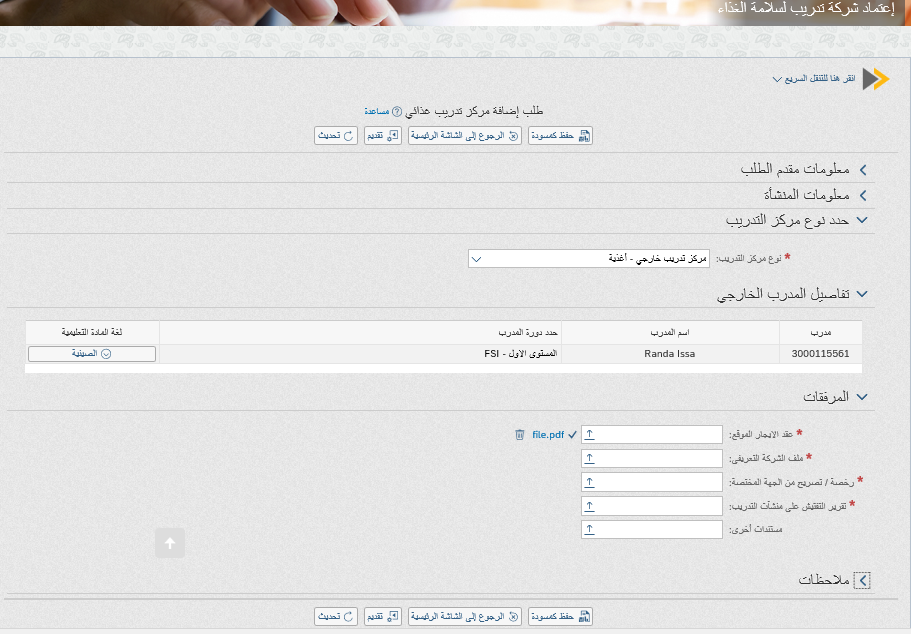 إعتماد شركة تدريب لسلامة الغذاء
انقر هنا للتنقل السريع
طلب إضافة مركز تدريب غذائي ? مساعدة
حفظ كمسودة الرجوع إلى الشاشة الرئيسية تقديم تحديث
معلومات مقدم الطلب
معلومات المنشأة
حدد نوع مركز التدريب
* نوع مركز التدريب: مركز تدريب خارجي - أغذية
تفاصيل المدرب الخارجي
مدرب اسم المدرب حدد دورة المدرب لغة المادة التعليمية
3000115561 Randa Issa المستوى الاول - FSI الصينية
المرفقات
* عقد الايجار الموقع: file.pdf
* ملف الشركة التعريفي:
* رخصة / تصريح من الجهة المختصة:
* تقرير التفتيش على منشآت التدريب:
مستندات أخرى:
ملاحظات
حفظ كمسودة الرجوع إلى الشاشة الرئيسية تقديم تحديث